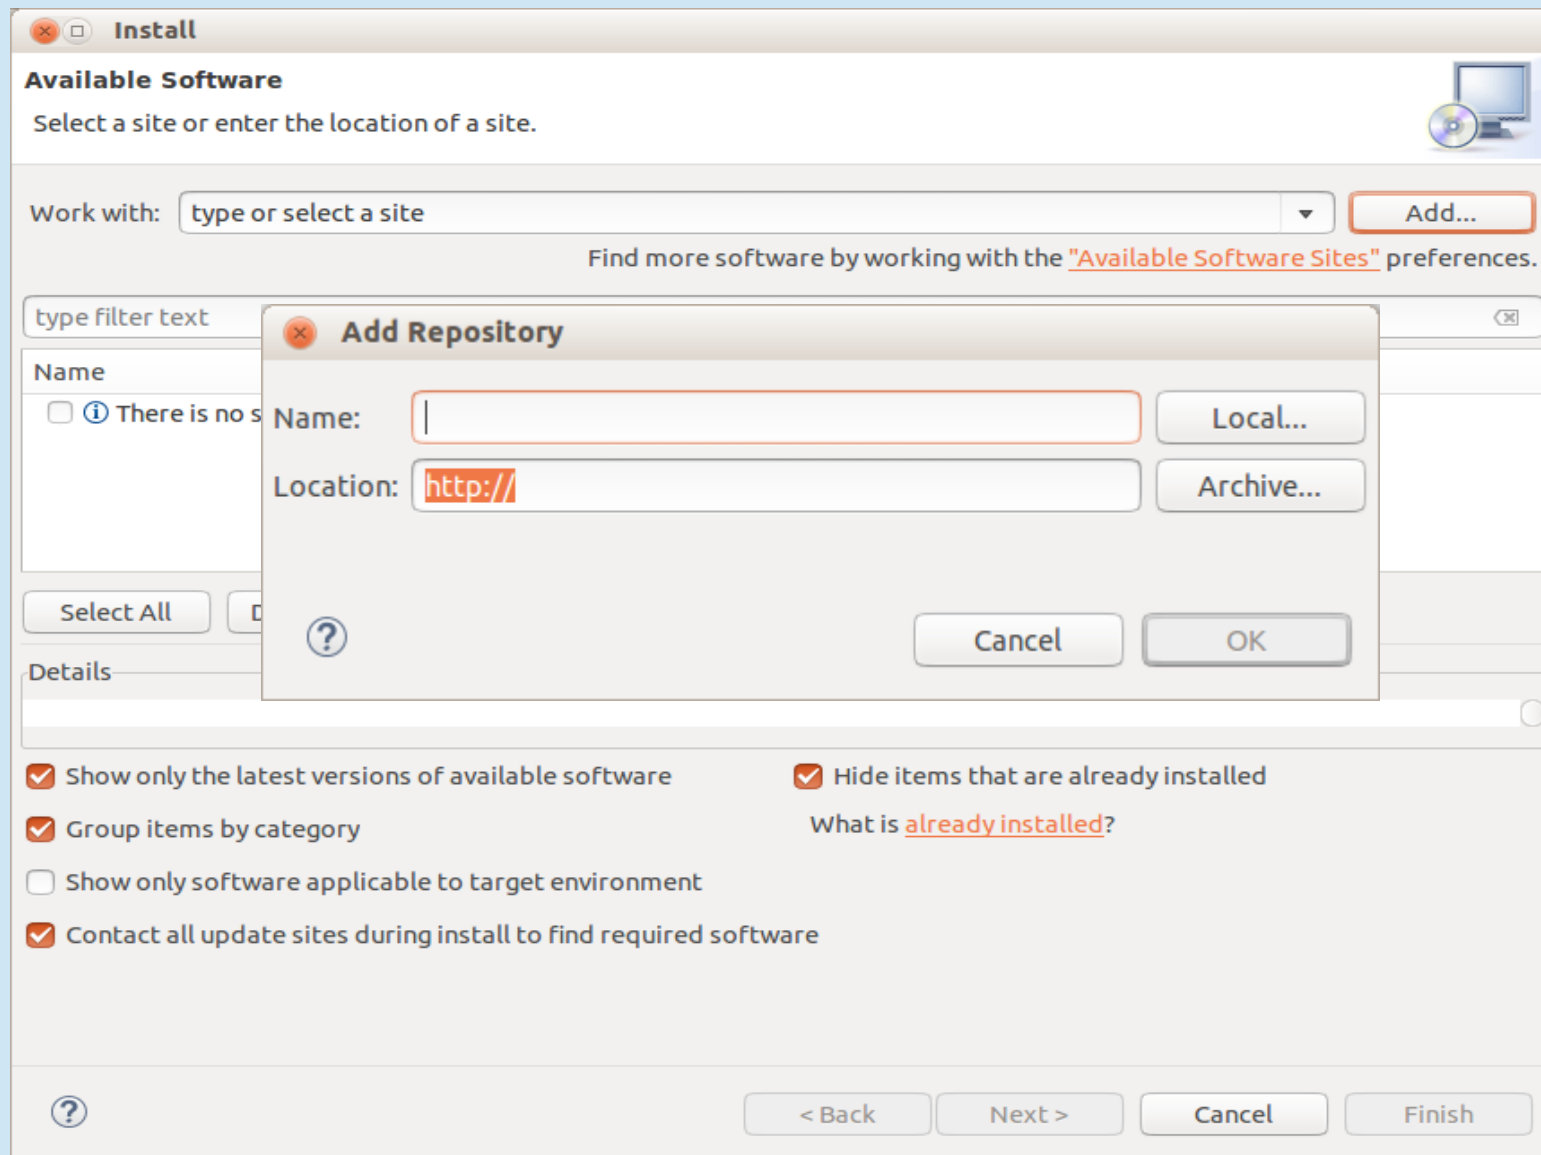 Install
Available Software
Select a site or enter the location of a site.
Work with: type or select a site Add...
Find more software by working with the "Available Software Sites" preferences.
type filter text
Add Repository
Name
There is no s
Name: Local...
Location: http:// Archive...
Select All D
Cancel OK
Details
Show only the latest versions of available software Hide items that are already installed
Group items by category What is already installed?
Show only software applicable to target environment
Contact all update sites during install to find required software
< Back Next > Cancel Finish